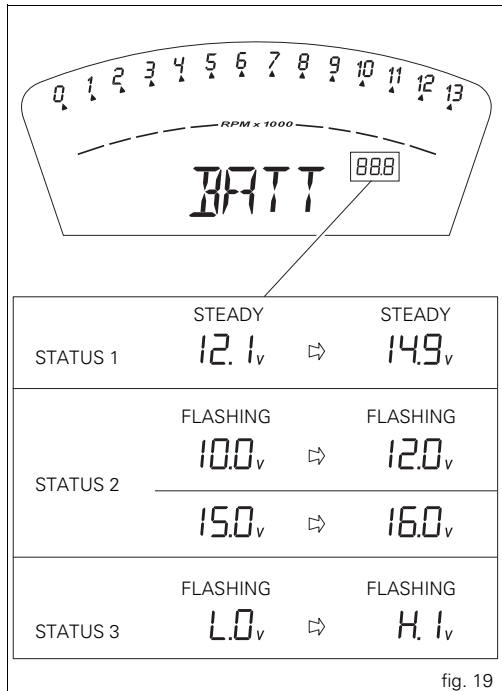 0 1 2 3 4 5 6 7 8 9 10 11 12 13
RPM x 1000
BATT 88.8
STEADY STEADY
STATUS 1 12.1v ⇨ 14.9v
FLASHING FLASHING
10.0v ⇨ 12.0v
STATUS 2
15.0v ⇨ 16.0v
FLASHING FLASHING
STATUS 3 L.0v ⇨ H.1v
fig. 19